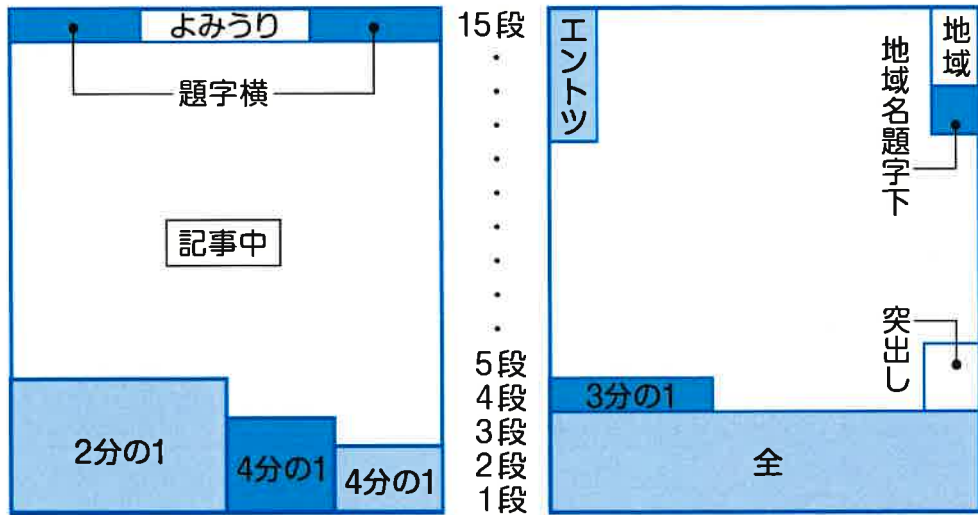 よみうり
題字横
記事中
2分の1
4分の1
4分の1
15段
5段
4段
3段
2段
1段
エントツ
地域
地域名題字下
突出し
3分の1
全